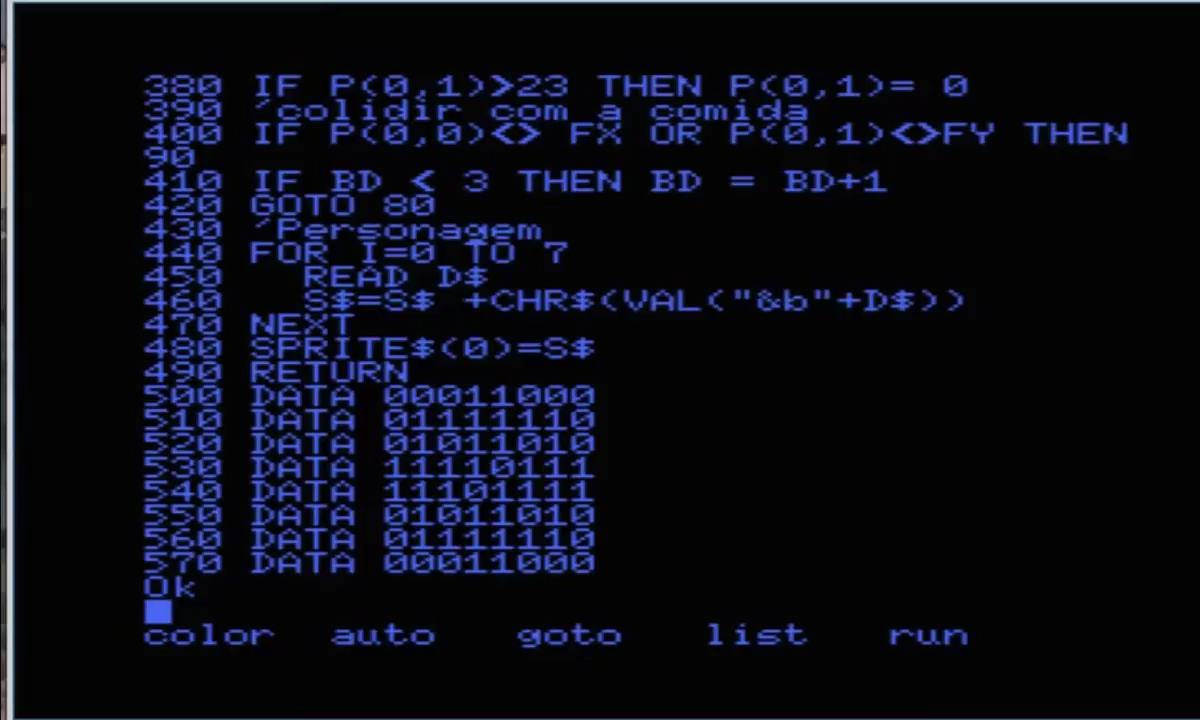 380 IF P(0,1)>23 THEN P(0,1)= 0
390 'colidir com a comida
400 IF P(0,0)<> FX OR P(0,1)<>FY THEN
90
410 IF BD < 3 THEN BD = BD+1
420 GOTO 80
430 'Personagem
440 FOR I=0 TO 7
450   READ D$
460   S$=S$ +CHR$(VAL("&b"+D$))
470 NEXT
480 SPRITE$(0)=S$
490 RETURN
500 DATA 00011000
510 DATA 01111110
520 DATA 01011010
530 DATA 11110111
540 DATA 11101111
550 DATA 01011010
560 DATA 01111110
570 DATA 00011000
Ok
color auto goto list run